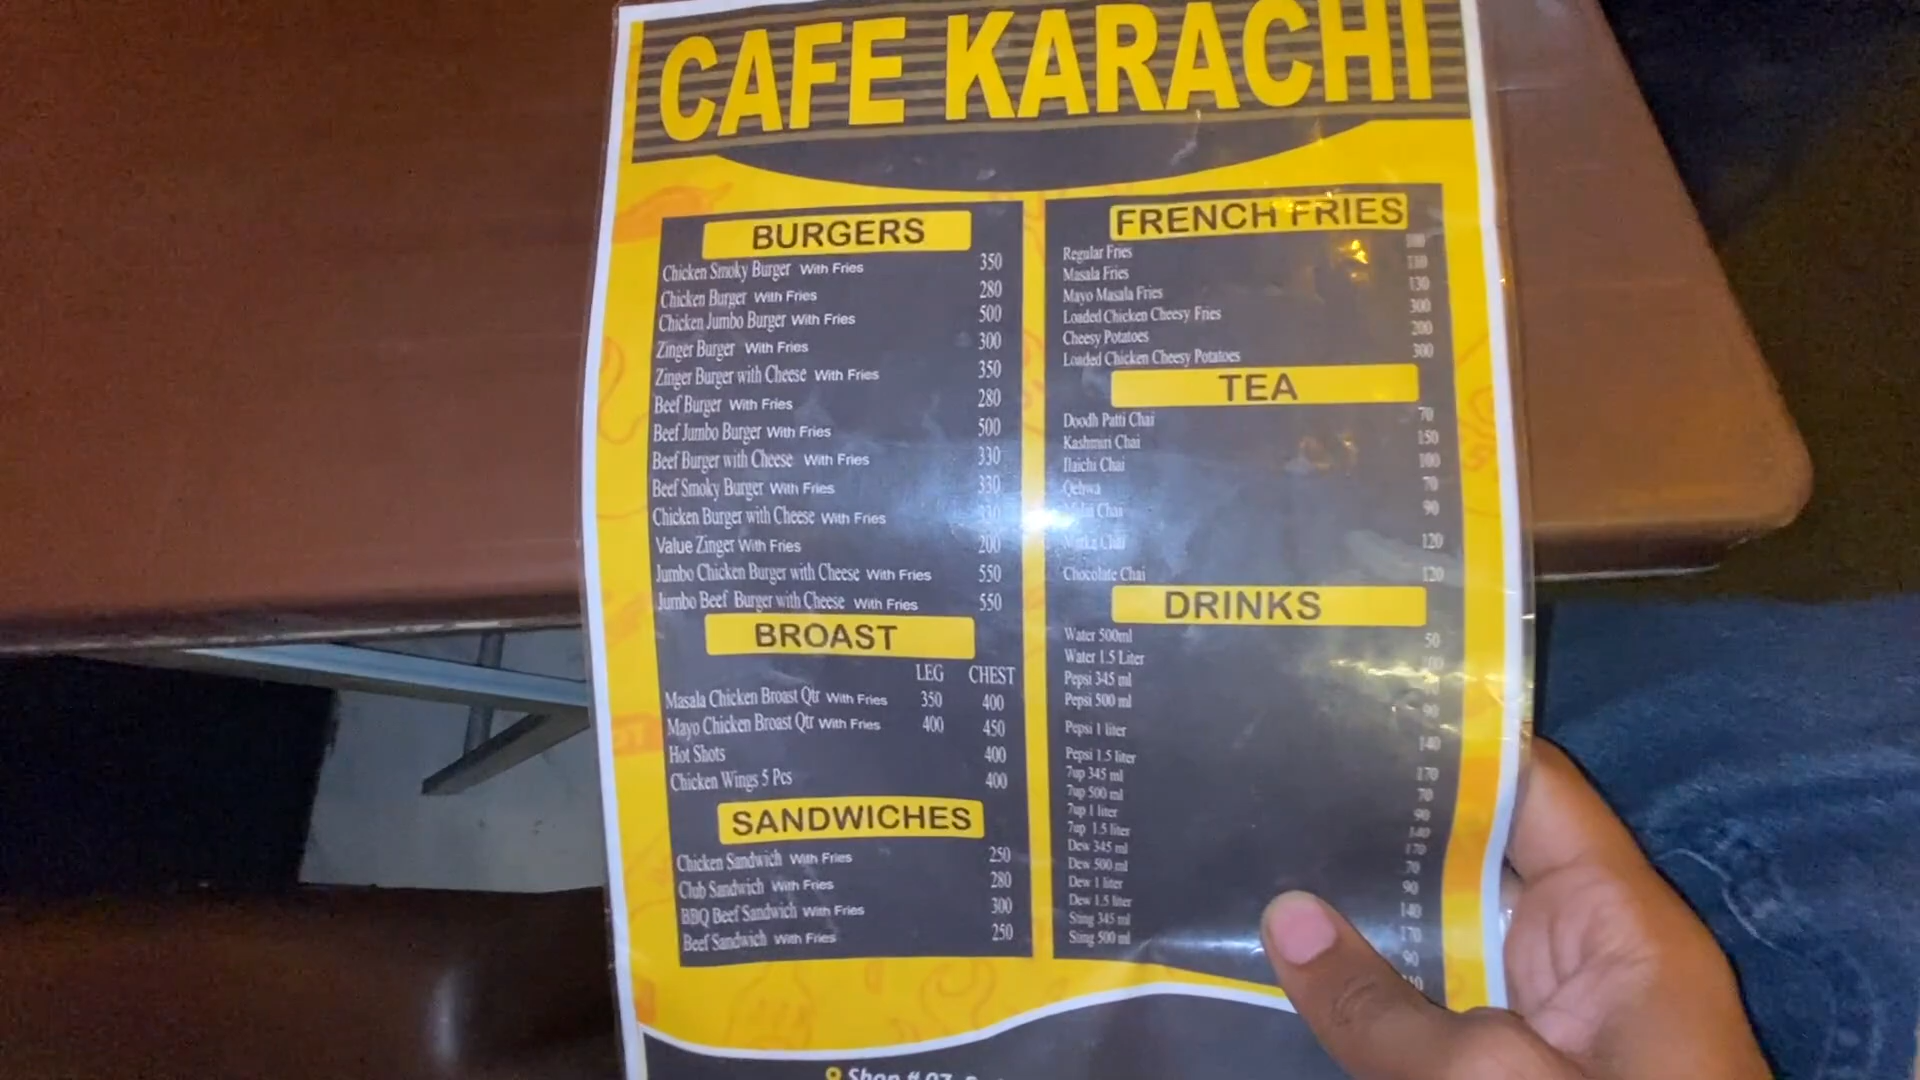 CAFE KARACHI
BURGERS
Chicken Smoky Burger With Fries 350
Chicken Burger With Fries 280
Chicken Jumbo Burger With Fries 500
Zinger Burger With Fries 300
Zinger Burger with Cheese With Fries 350
Beef Burger With Fries 280
Beef Jumbo Burger With Fries 500
Beef Burger with Cheese With Fries 330
Beef Smoky Burger With Fries 330
Chicken Burger with Cheese With Fries
Value Zinger With Fries 200
Jumbo Chicken Burger with Cheese With Fries 550
Jumbo Beef Burger with Cheese With Fries 550
BROAST
LEG CHEST
Masala Chicken Broast Qtr With Fries 350 400
Mayo Chicken Broast Qtr With Fries 400 450
Hot Shots 400
Chicken Wings 5 Pcs 400
SANDWICHES
Chicken Sandwich With Fries 250
Club Sandwich With Fries 280
BBQ Beef Sandwich With Fries 300
Beef Sandwich With Fries 250
FRENCH FRIES
Regular Fries
Masala Fries
Mayo Masala Fries 130
Loaded Chicken Cheesy Fries 300
Cheesy Potatoes 200
Loaded Chicken Cheesy Potatoes 300
TEA
Doodh Patti Chai 70
Kashmiri Chai 150
Ilaichi Chai 100
Qehwa 70
Chai 90
Chai 120
Chocolate Chai 120
DRINKS
Water 500ml 50
Water 1.5 Liter
Pepsi 345 ml
Pepsi 500 ml 90
Pepsi 1 liter 140
Pepsi 1.5 liter 170
7up 345 ml 70
7up 500 ml 90
7up 1 liter 140
7up 1.5 liter 170
Dew 345 ml 70
Dew 500 ml 90
Dew 1 liter 140
Dew 1.5 liter 170
Sting 345 ml 90
Sting 500 ml
Shop # 07